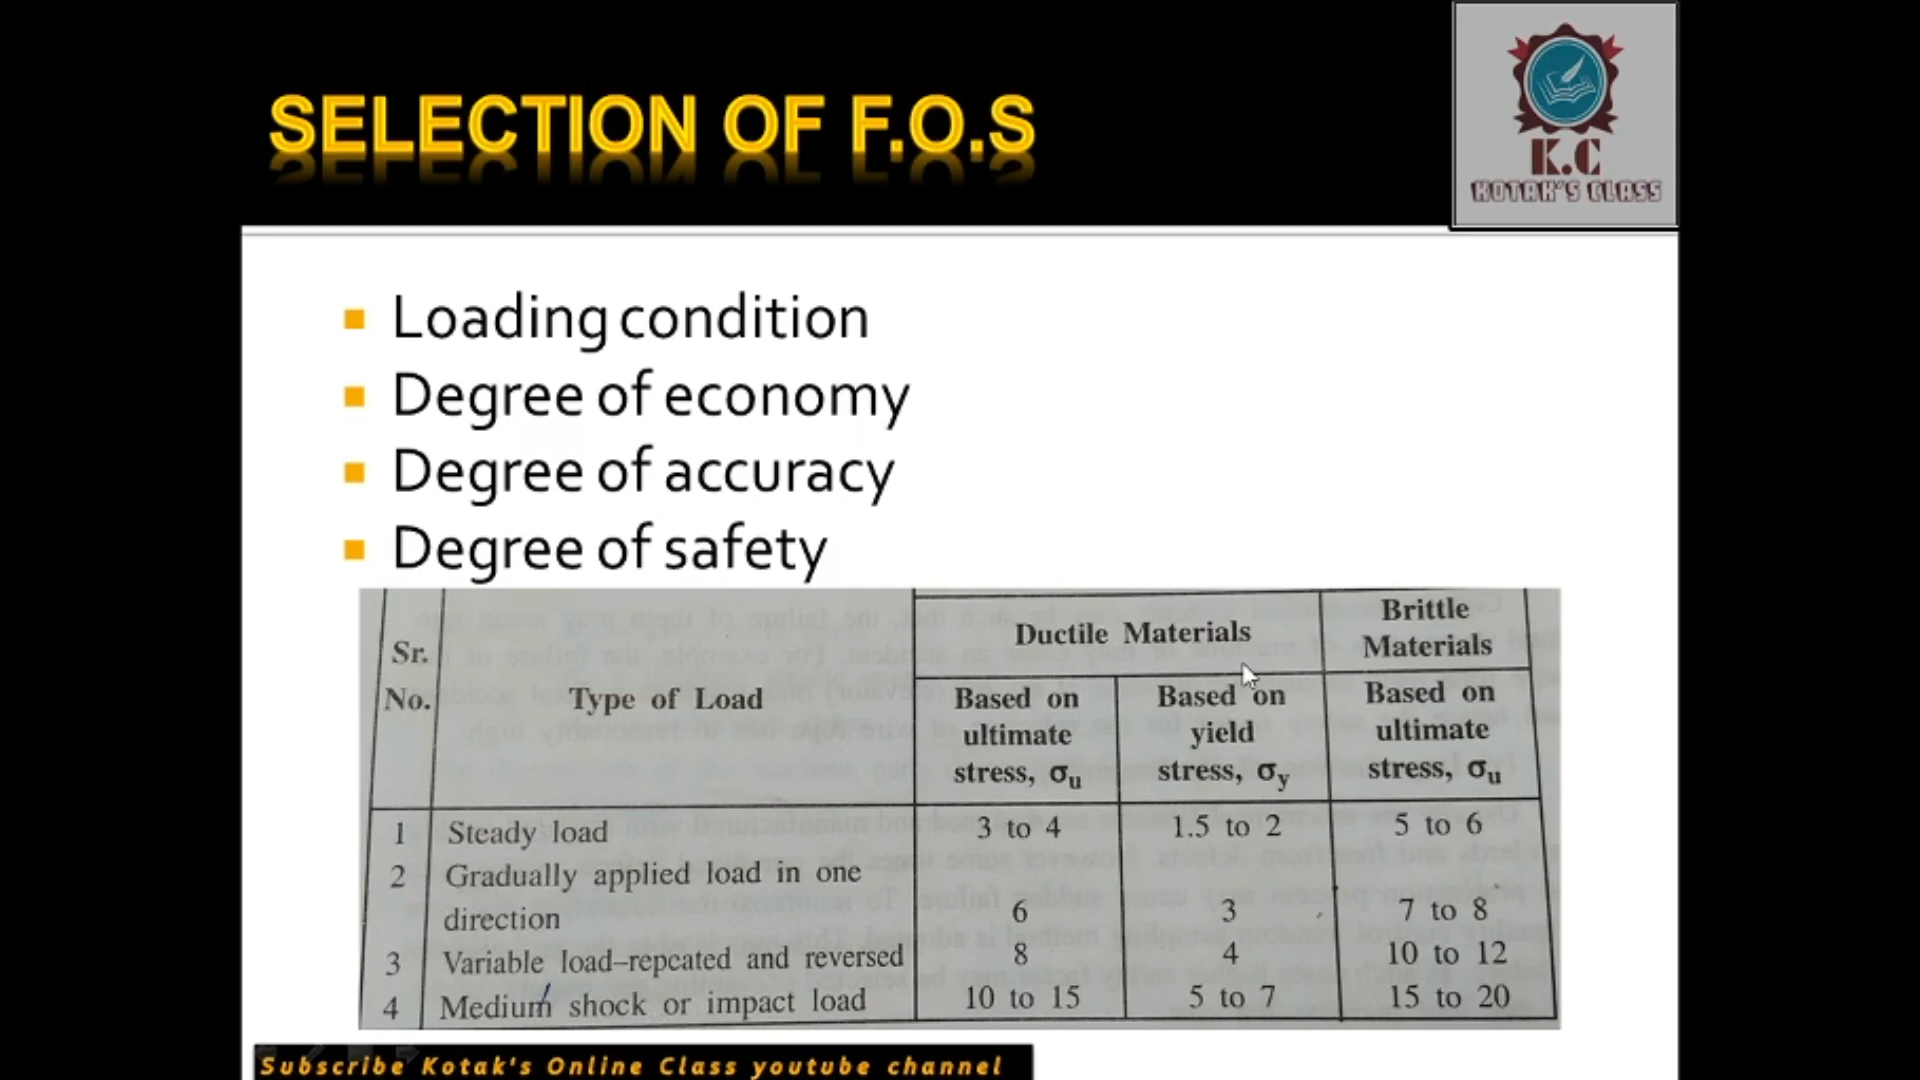 SELECTION OF F.O.S
K.C
KOTAK'S CLASS
Loading condition
Degree of economy
Degree of accuracy
Degree of safety
Sr. No.
Type of Load
Ductile Materials
Brittle Materials
Based on ultimate stress, σu
Based on yield stress, σy
Based on ultimate stress, σu
1 Steady load 3 to 4 1.5 to 2 5 to 6
2 Gradually applied load in one
direction 6 3 7 to 8
3 Variable load–repeated and reversed 8 4 10 to 12
4 Medium shock or impact load 10 to 15 5 to 7 15 to 20
Subscribe Kotak's Online Class youtube channel